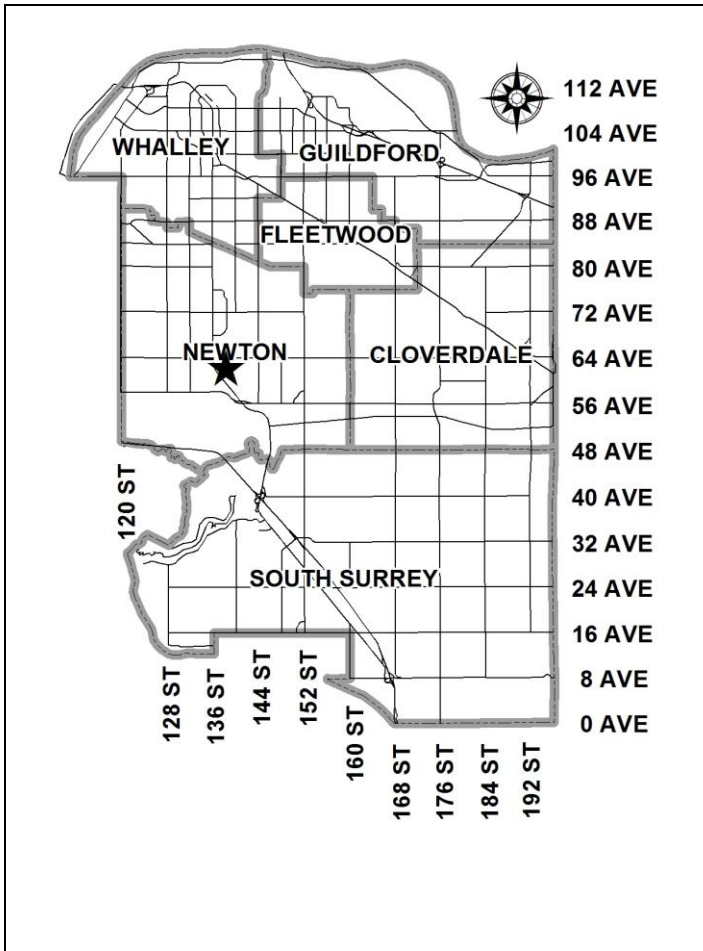 112 AVE
104 AVE
WHALLEY
GUILDFORD
96 AVE
88 AVE
FLEETWOOD
80 AVE
72 AVE
NEWTON
CLOVERDALE
64 AVE
56 AVE
48 AVE
120 ST
40 AVE
32 AVE
SOUTH SURREY
24 AVE
16 AVE
8 AVE
0 AVE
128 ST
136 ST
144 ST
152 ST
160 ST
168 ST
176 ST
184 ST
192 ST